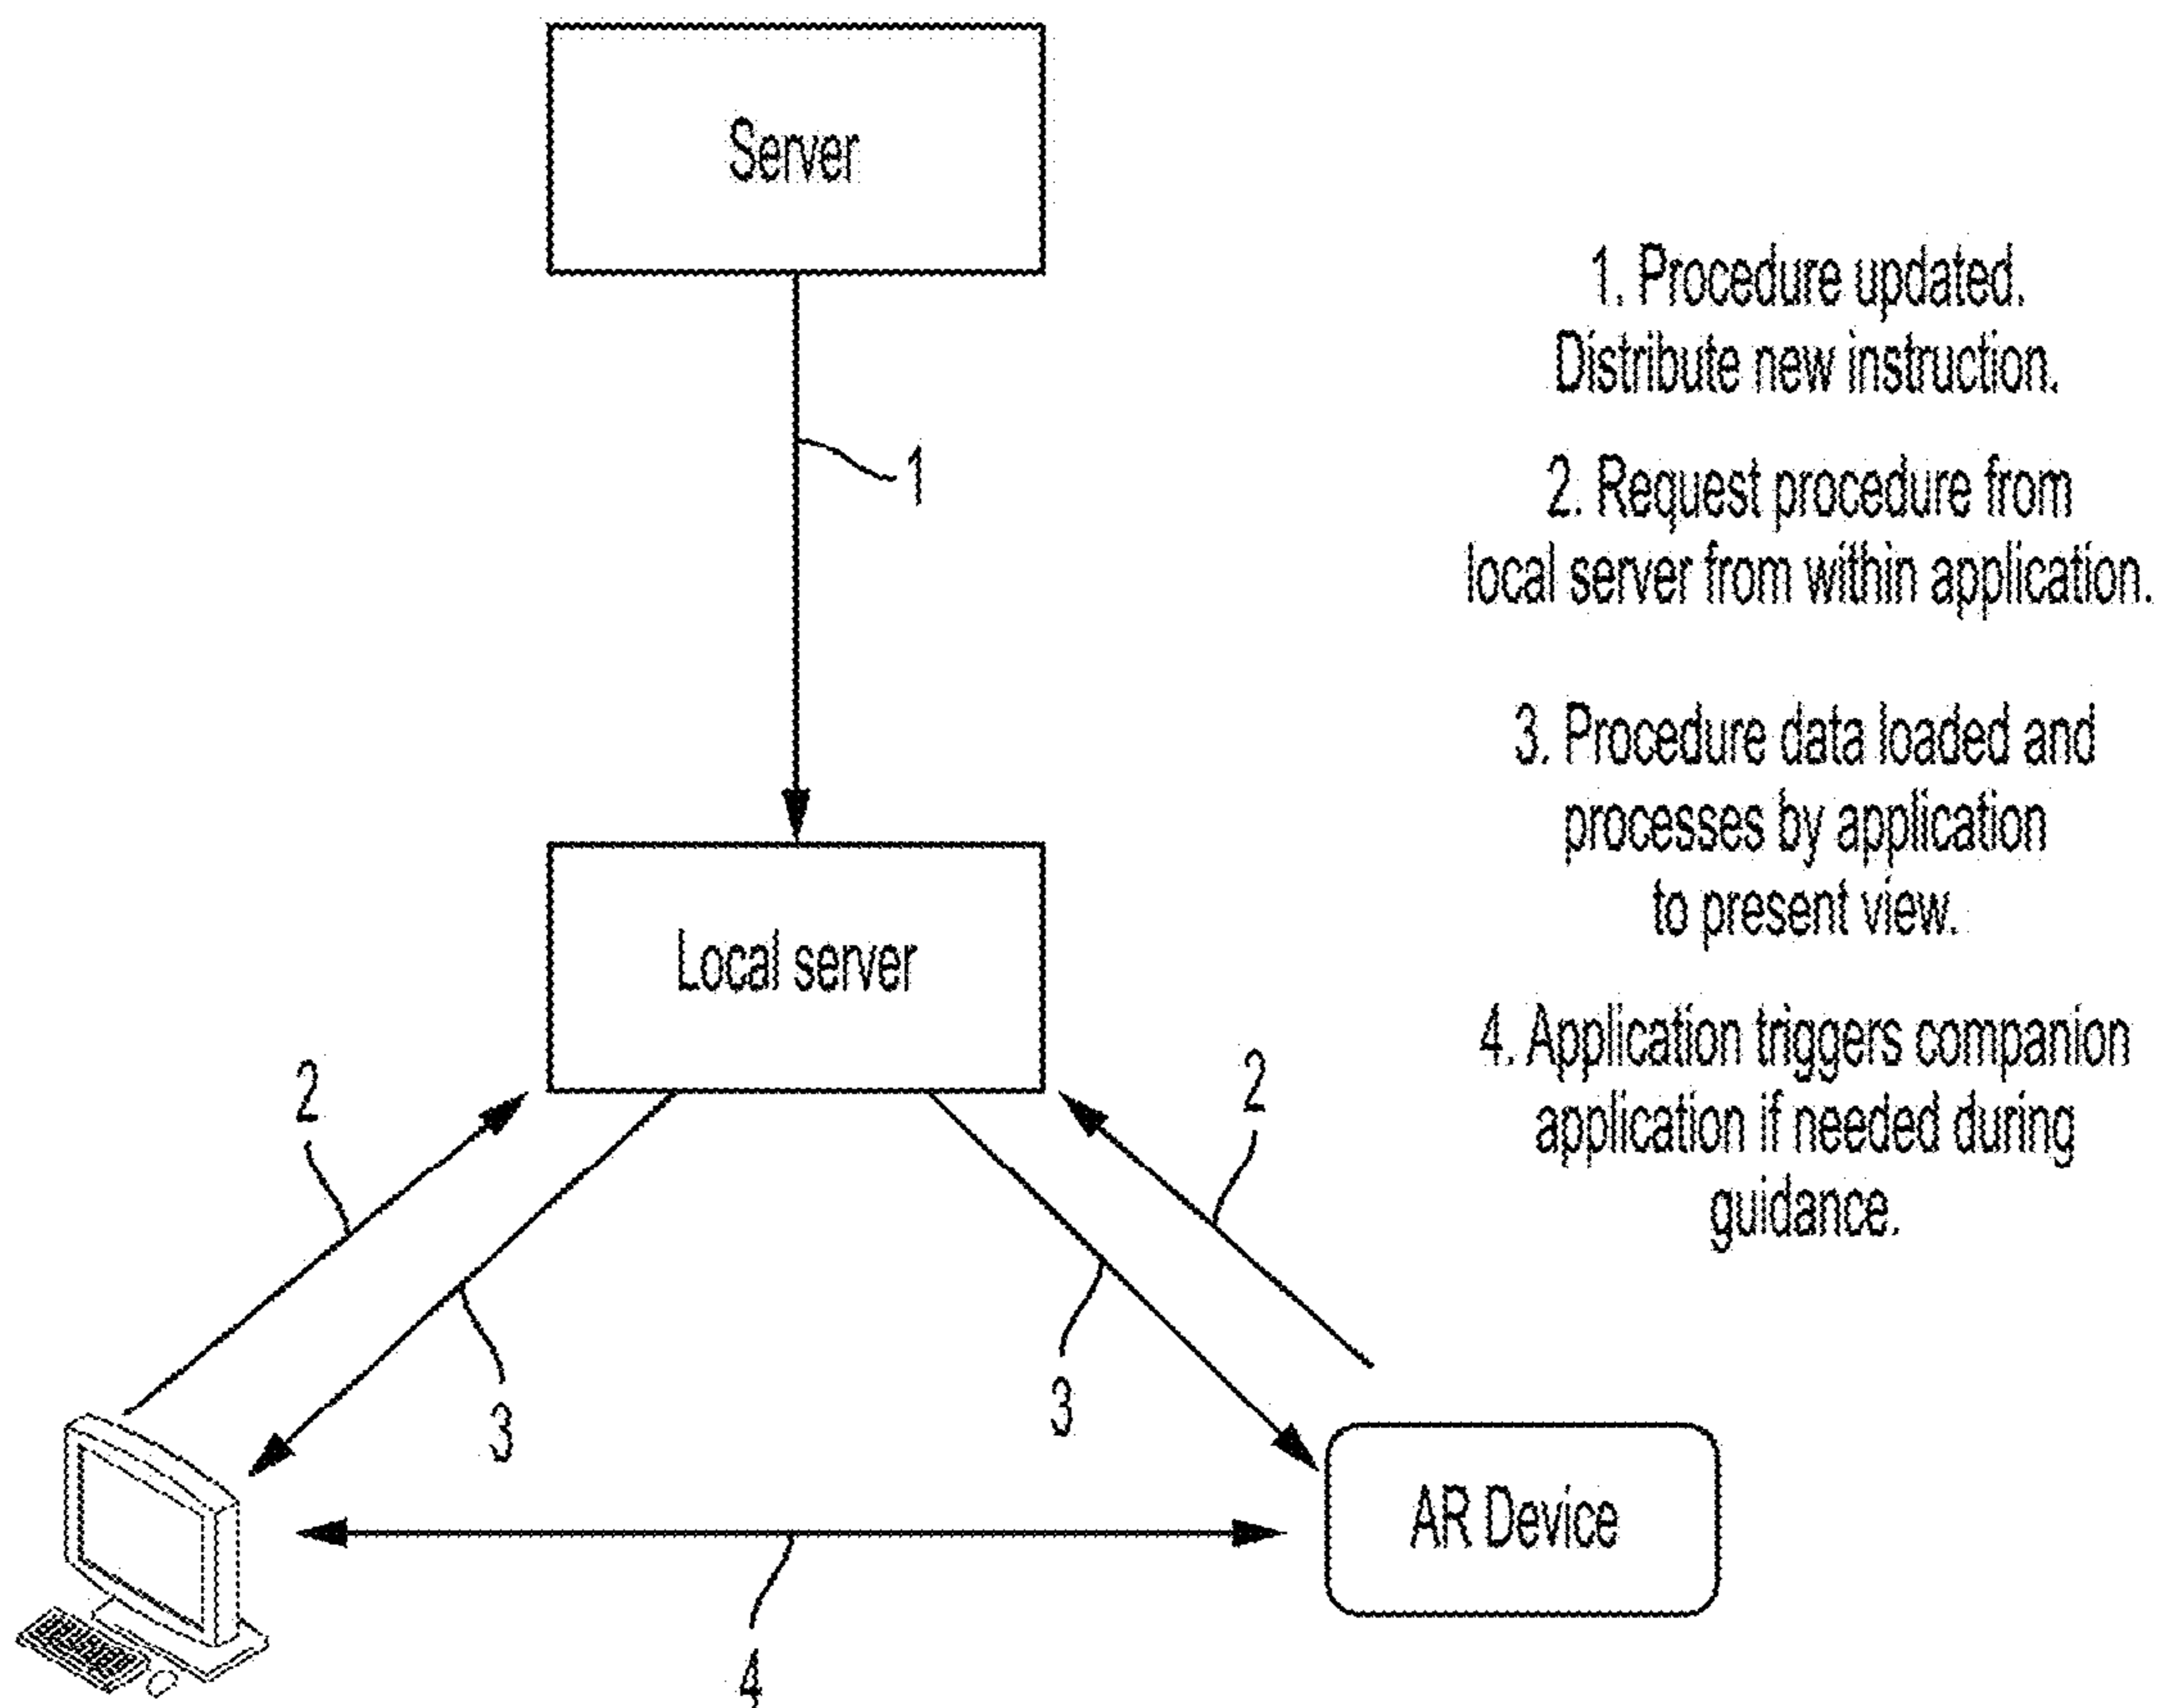 Server
1
1. Procedure updated.
Distribute new instruction.
2. Request procedure from
local server from within application.
3. Procedure data loaded and
processes by application
to present view.
4. Application triggers companion
application if needed during
guidance.
Local server
2
2
3
3
AR Device
4